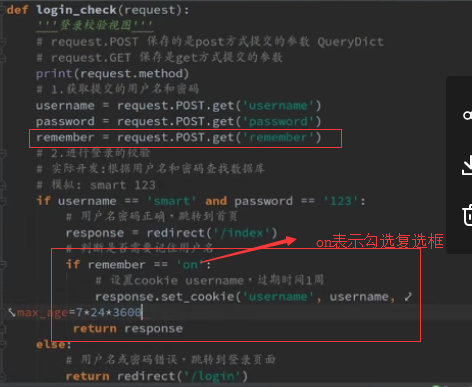 def login_check(request):
'''登录校验视图'''
# request.POST 保存的是post方式提交的参数 QueryDict
# request.GET 保存是get方式提交的参数
print(request.method)
# 1.获取提交的用户名和密码
username = request.POST.get('username')
password = request.POST.get('password')
remember = request.POST.get('remember')
# 2.进行登录的校验
# 实际开发:根据用户名和密码查找数据库
# 模拟: smart 123
if username == 'smart' and password == '123':
# 用户名密码正确，跳转到首页
response = redirect('/index')
# 判断是否需要记住用户名
on表示勾选复选框
if remember == 'on':
# 设置cookie username，过期时间1周
response.set_cookie('username', username,
max_age=7*24*3600
return response
else:
# 用户名或密码错误，跳转到登录页面
return redirect('/login')